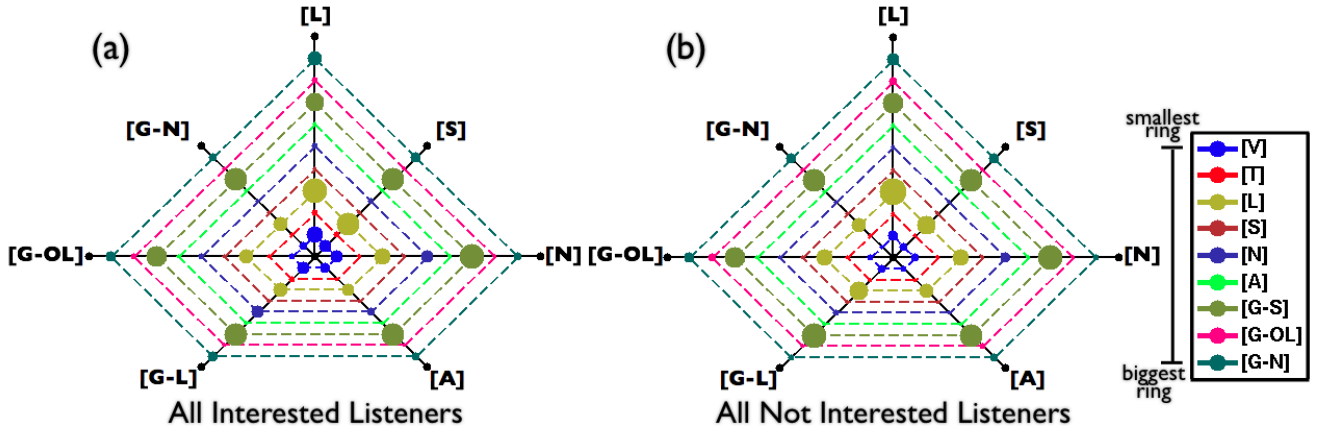 (a)
[L]
[G-N]
[S]
[G-OL]
[N]
[G-L]
[A]
All Interested Listeners
(b)
[L]
[G-N]
[S]
[G-OL]
[N]
[G-L]
[A]
All Not Interested Listeners
smallest
ring
biggest
ring
[V]
[T]
[L]
[S]
[N]
[A]
[G-S]
[G-OL]
[G-N]